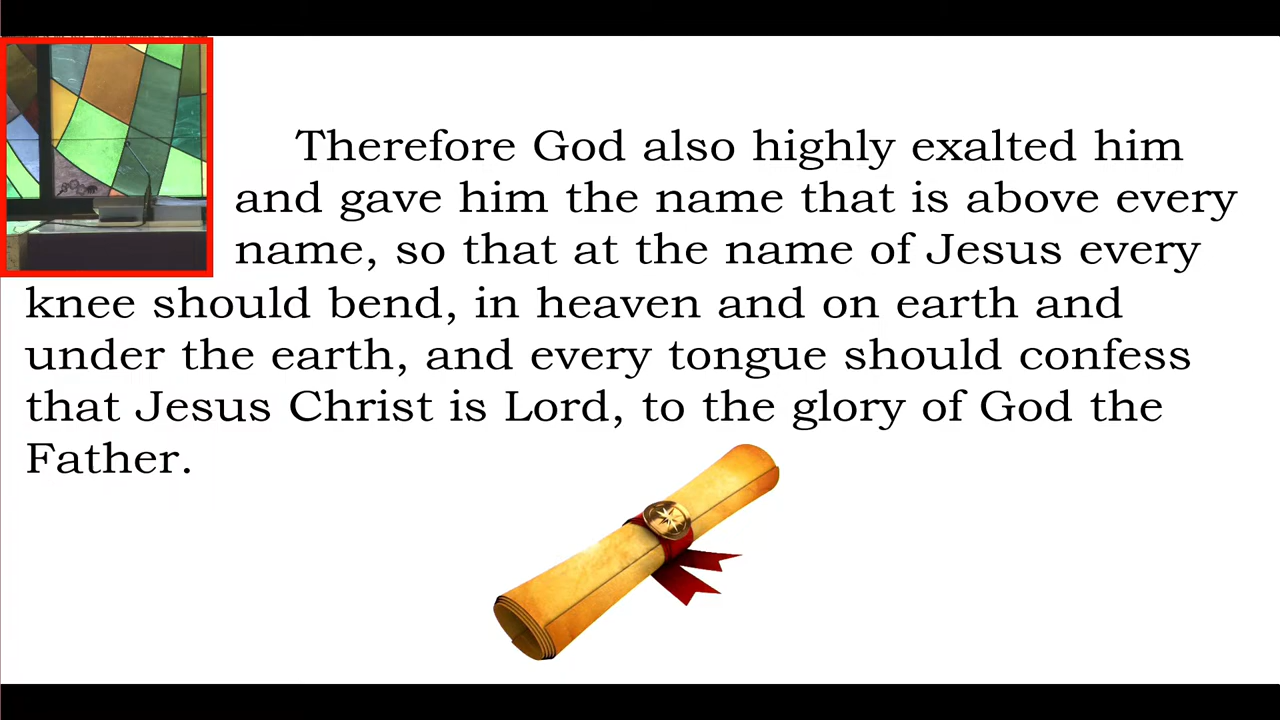 Therefore God also highly exalted him
and gave him the name that is above every
name, so that at the name of Jesus every
knee should bend, in heaven and on earth and
under the earth, and every tongue should confess
that Jesus Christ is Lord, to the glory of God the
Father.